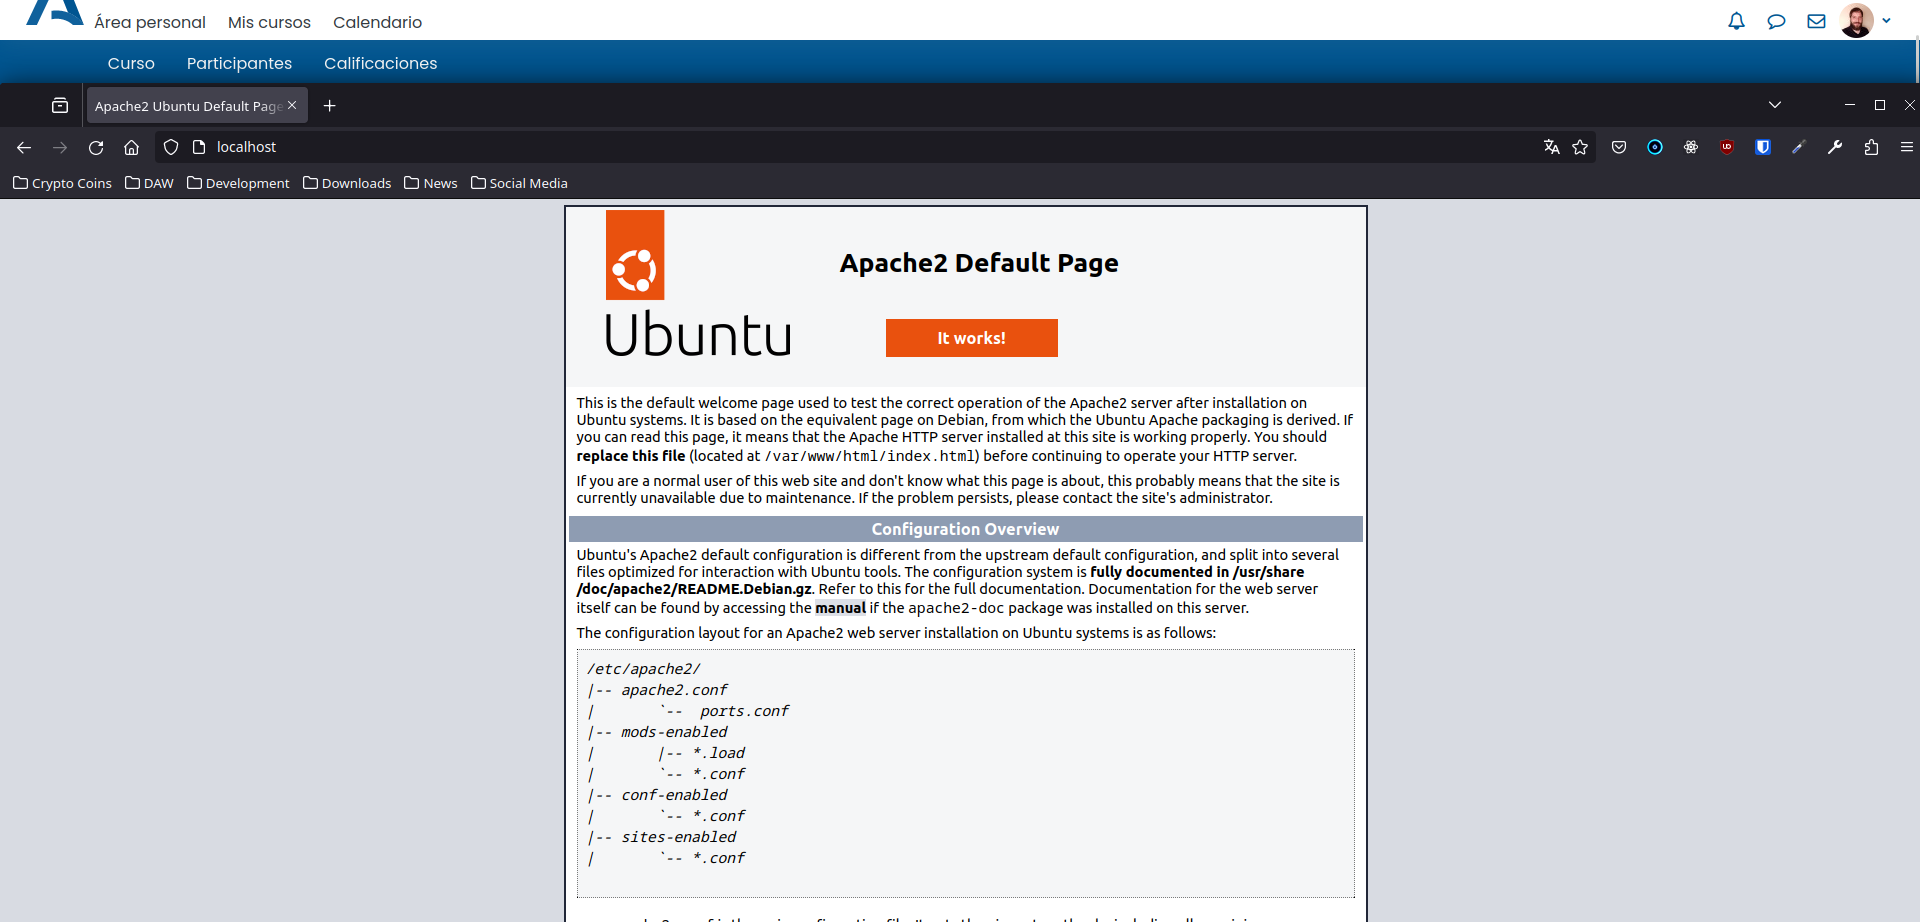 Área personal Mis cursos Calendario
Curso Participantes Calificaciones
Apache2 Ubuntu Default Page
localhost
Crypto Coins DAW Development Downloads News Social Media
Apache2 Default Page
Ubuntu
It works!
This is the default welcome page used to test the correct operation of the Apache2 server after installation on
Ubuntu systems. It is based on the equivalent page on Debian, from which the Ubuntu Apache packaging is derived. If
you can read this page, it means that the Apache HTTP server installed at this site is working properly. You should
replace this file (located at /var/www/html/index.html) before continuing to operate your HTTP server.
If you are a normal user of this web site and don't know what this page is about, this probably means that the site is
currently unavailable due to maintenance. If the problem persists, please contact the site's administrator.
Configuration Overview
Ubuntu's Apache2 default configuration is different from the upstream default configuration, and split into several
files optimized for interaction with Ubuntu tools. The configuration system is fully documented in /usr/share
/doc/apache2/README.Debian.gz. Refer to this for the full documentation. Documentation for the web server
itself can be found by accessing the manual if the apache2-doc package was installed on this server.
The configuration layout for an Apache2 web server installation on Ubuntu systems is as follows:
/etc/apache2/
|-- apache2.conf
|       `--  ports.conf
|-- mods-enabled
|       |-- *.load
|       `-- *.conf
|-- conf-enabled
|       `-- *.conf
|-- sites-enabled
|       `-- *.conf